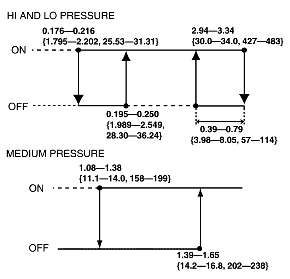 HI AND LO PRESSURE
0.176—0.216
{1.795—2.202, 25.53—31.31}
2.94—3.34
{30.0—34.0, 427—483}
ON
OFF
0.195—0.250
{1.989—2.549,
28.30—36.24}
0.39—0.79
{3.98—8.05, 57—114}
MEDIUM PRESSURE
1.08—1.38
{11.1—14.0, 158—199}
ON
OFF
1.39—1.65
{14.2—16.8, 202—238}